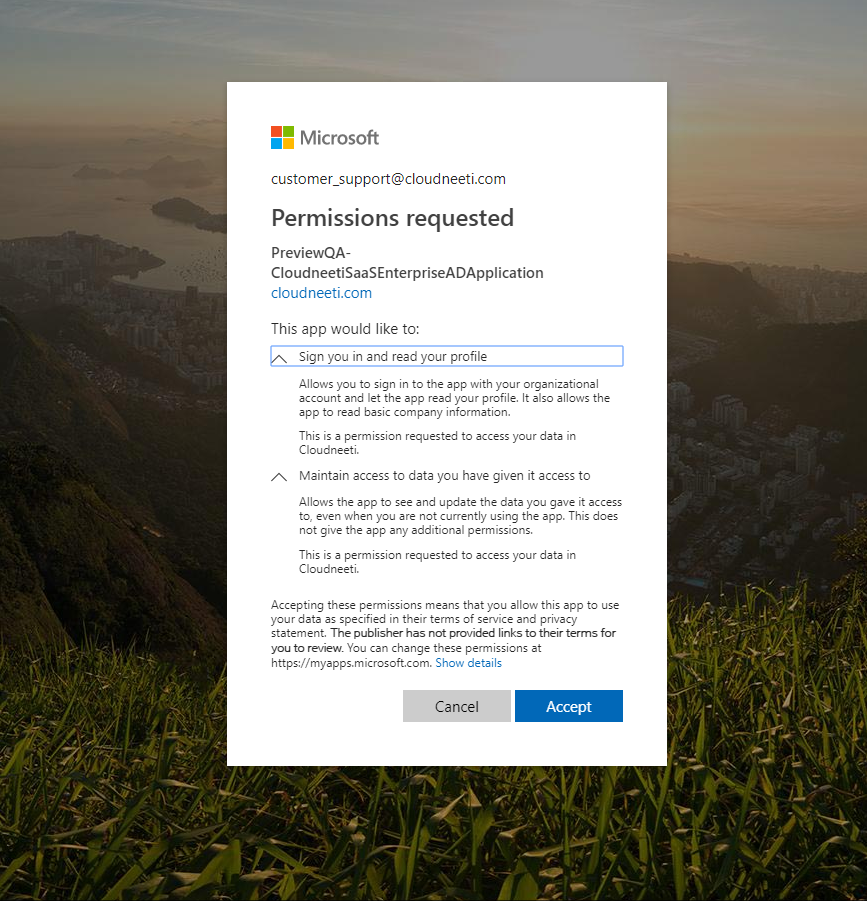 Microsoft
customer_support@cloudneeti.com
Permissions requested
PreviewQA-
CloudneetiSaaSEnterpriseADApplication
cloudneeti.com
This app would like to:
Sign you in and read your profile
Allows you to sign in to the app with your organizational
account and let the app read your profile. It also allows the
app to read basic company information.
This is a permission requested to access your data in
Cloudneeti.
Maintain access to data you have given it access to
Allows the app to see and update the data you gave it access
to, even when you are not currently using the app. This does
not give the app any additional permissions.
This is a permission requested to access your data in
Cloudneeti.
Accepting these permissions means that you allow this app to use
your data as specified in their terms of service and privacy
statement. The publisher has not provided links to their terms for
you to review. You can change these permissions at
https://myapps.microsoft.com. Show details
Cancel Accept